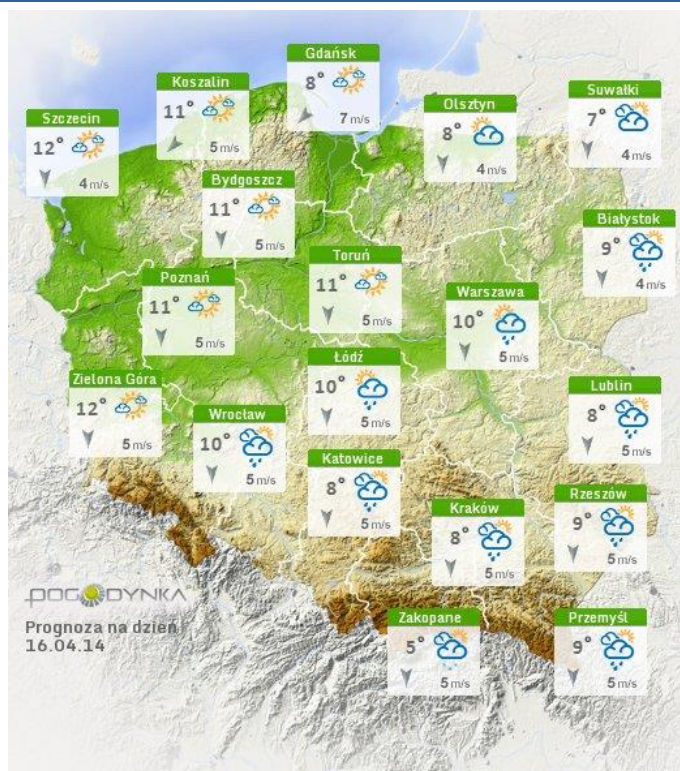 Gdańsk
8°
7 m/s
Koszalin
11°
5 m/s
Suwałki
7°
4 m/s
Olsztyn
8°
4 m/s
Szczecin
12°
4 m/s
Bydgoszcz
11°
5 m/s
Białystok
9°
4 m/s
Toruń
11°
5 m/s
Poznań
11°
5 m/s
Warszawa
10°
5 m/s
Łódź
10°
5 m/s
Zielona Góra
12°
5 m/s
Lublin
8°
5 m/s
Wrocław
10°
5 m/s
Katowice
8°
5 m/s
Rzeszów
9°
5 m/s
Kraków
8°
5 m/s
POGODYNKA
Prognoza na dzień
16.04.14
Zakopane
5°
5 m/s
Przemyśl
9°
5 m/s